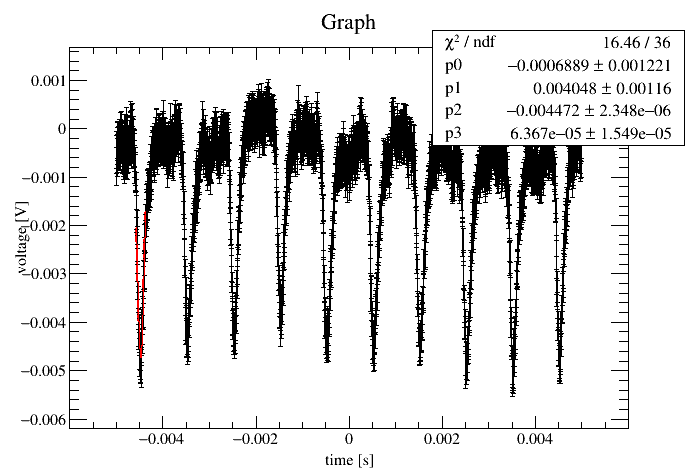 Graph
χ² / ndf 16.46 / 36
p0 −0.0006889 ± 0.001221
p1 0.004048 ± 0.00116
p2 −0.004472 ± 2.348e−06
p3 6.367e−05 ± 1.549e−05
0.001
0
−0.001
−0.002
−0.003
−0.004
−0.005
−0.006
voltage [V]
−0.004 −0.002 0 0.002 0.004
time [s]